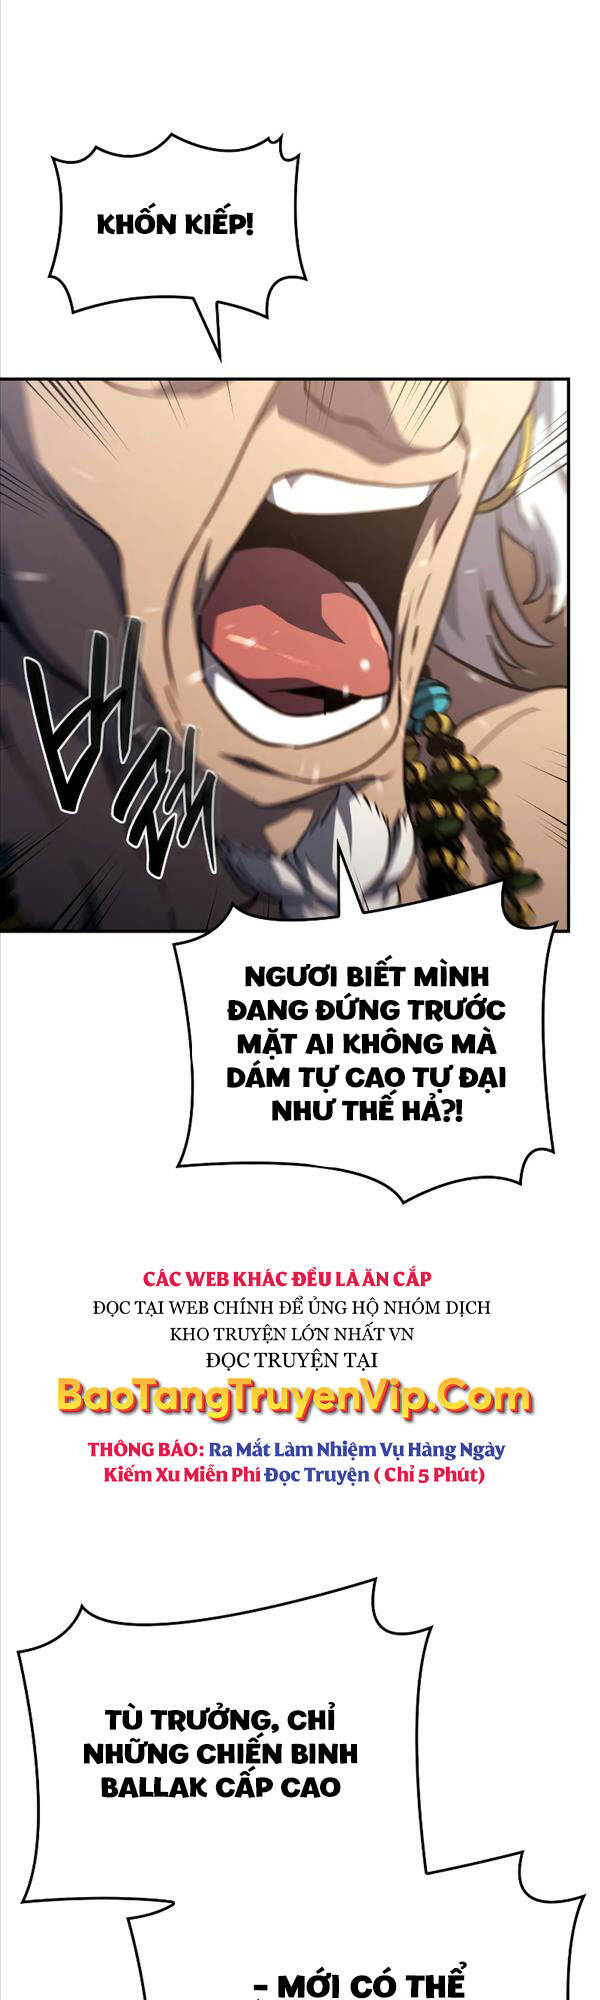 KHỐN KIẾP!
버럭
NGƯƠI BIẾT MÌNH
ĐANG ĐỨNG TRƯỚC
MẶT AI KHÔNG MÀ
DÁM TỰ CAO TỰ ĐẠI
NHƯ THẾ HẢ?!
CÁC WEB KHÁC ĐỀU LÀ ĂN CẮP
ĐỌC TẠI WEB CHÍNH ĐỂ ỦNG HỘ NHÓM DỊCH
KHO TRUYỆN LỚN NHẤT VN
ĐỌC TRUYỆN TẠI
BaoTangTruyenVip.Com
THÔNG BÁO: Ra Mắt Làm Nhiệm Vụ Hàng Ngày
Kiếm Xu Miễn Phí Đọc Truyện ( Chỉ 5 Phút)
TÙ TRƯỞNG, CHỈ
NHỮNG CHIẾN BINH
BALLAK CẤP CAO
- MỚI CÓ THỂ